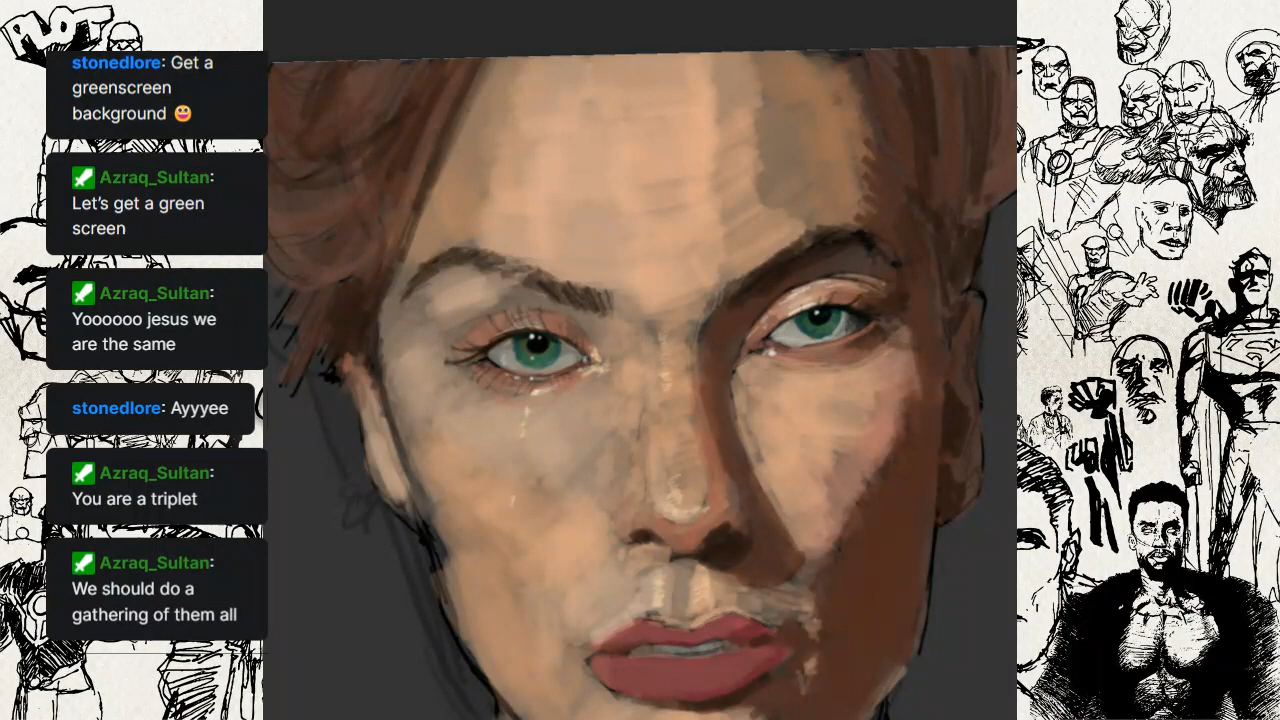 PLOT
stonedlore: Get a
greenscreen
background 😀
Azraq_Sultan:
Let's get a green
screen
Azraq_Sultan:
Yoooooo jesus we
are the same
stonedlore: Ayyyee
Azraq_Sultan:
You are a triplet
Azraq_Sultan:
We should do a
gathering of them all